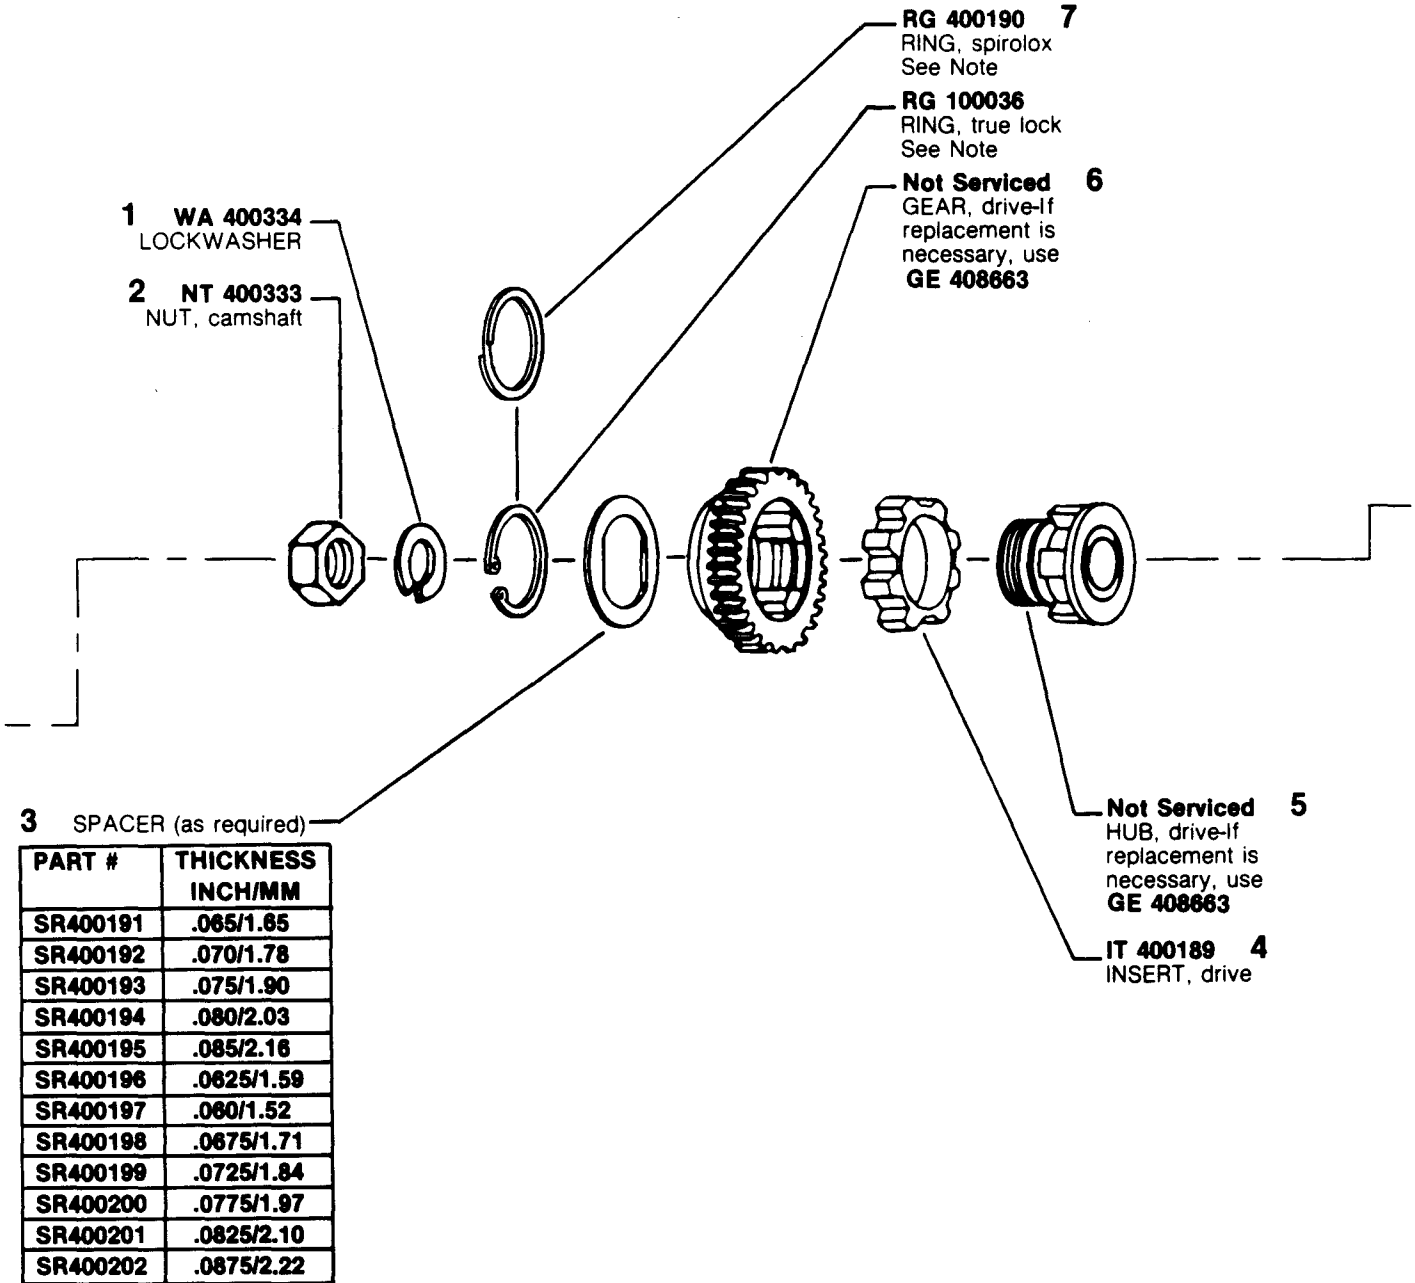 RG 400190 7
RING, spirolox
See Note
RG 100036
RING, true lock
See Note
Not Serviced 6
GEAR, drive-If
replacement is
necessary, use
GE 408663
1 WA 400334
LOCKWASHER
2 NT 400333
NUT, camshaft
3 SPACER (as required)
PART # THICKNESS
INCH/MM
SR400191 .065/1.65
SR400192 .070/1.78
SR400193 .075/1.90
SR400194 .080/2.03
SR400195 .085/2.16
SR400196 .0625/1.59
SR400197 .060/1.52
SR400198 .0675/1.71
SR400199 .0725/1.84
SR400200 .0775/1.97
SR400201 .0825/2.10
SR400202 .0875/2.22
Not Serviced 5
HUB, drive-If
replacement is
necessary, use
GE 408663
IT 400189 4
INSERT, drive